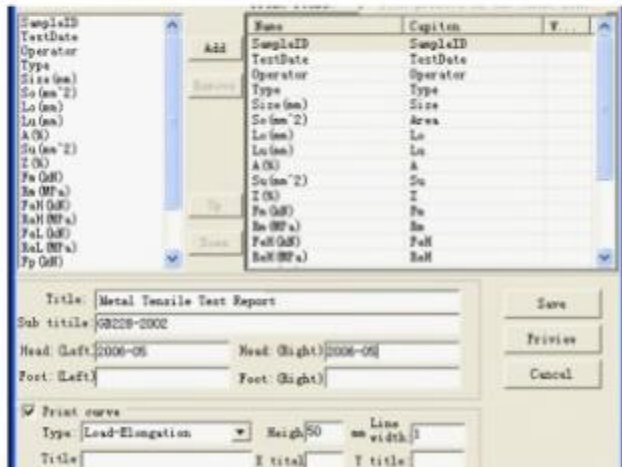 SampleID
TestDate
Operator
Type
Size(mm)
So(mm^2)
Lo(mm)
Lu(mm)
A(%)
Su(mm^2)
Z(%)
Fm(kN)
Rm(MPa)
FeH(kN)
ReH(MPa)
FeL(kN)
ReL(MPa)
Fp(kN)
Add
Remove
Up
Down
Name Capiton
SampleID SampleID
TestDate TestDate
Operator Operator
Type Type
Size(mm) Size
So(mm^2) Area
Lo(mm) Lo
Lu(mm) Lu
A(%) A
Su(mm^2) Su
Z(%) Z
Fm(kN) Fm
Rm(MPa) Rm
FeH(kN) FeH
ReH(MPa) ReH
Title: Metal Tensile Test Report
Sub titile GB228-2002
Head: (Left) 2006-05 Head: (Right) 2006-05
Foot: (Left) Foot: (Right)
Save
Priview
Cancel
Print curve
Type: Load-Elongation Heigh 50 mm Line width 1
Title X tital Y title